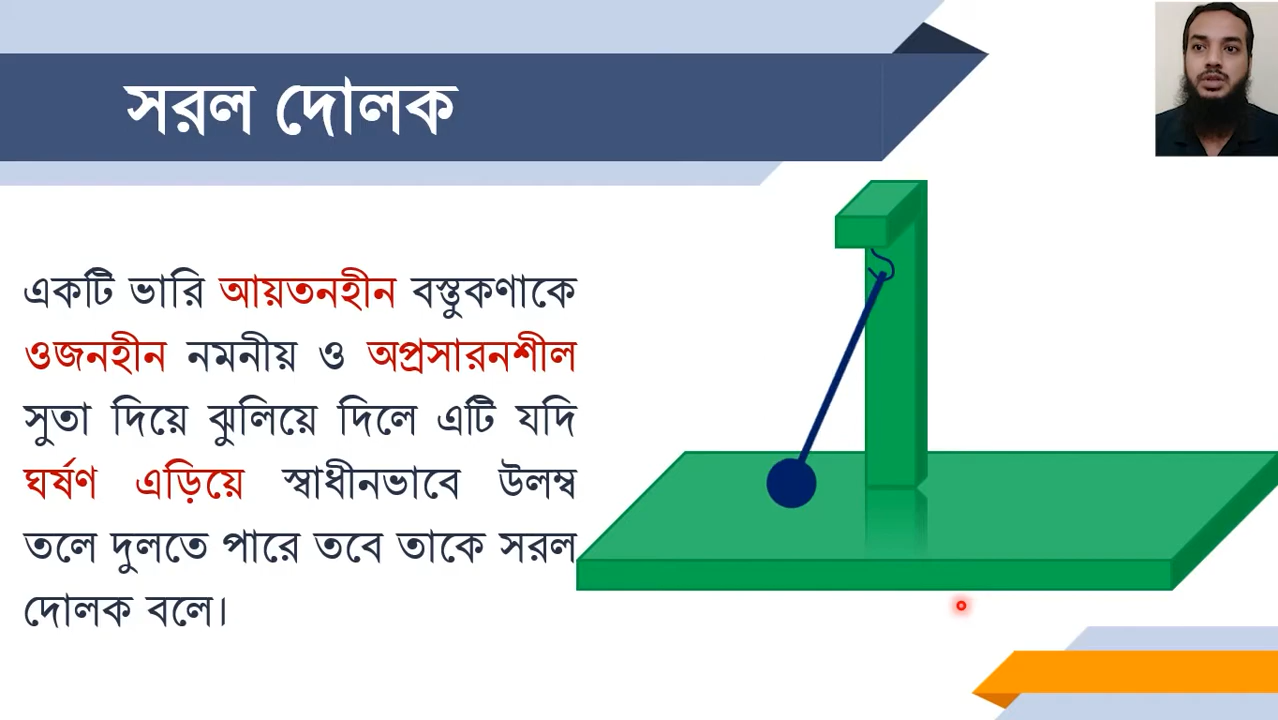 সরল দোলক
একটি ভারি আয়তনহীন বস্তুকণাকে
ওজনহীন নমনীয় ও অপ্রসারনশীল
সুতা দিয়ে ঝুলিয়ে দিলে এটি যদি
ঘর্ষণ এড়িয়ে স্বাধীনভাবে উলম্ব
তলে দুলতে পারে তবে তাকে সরল
দোলক বলে।